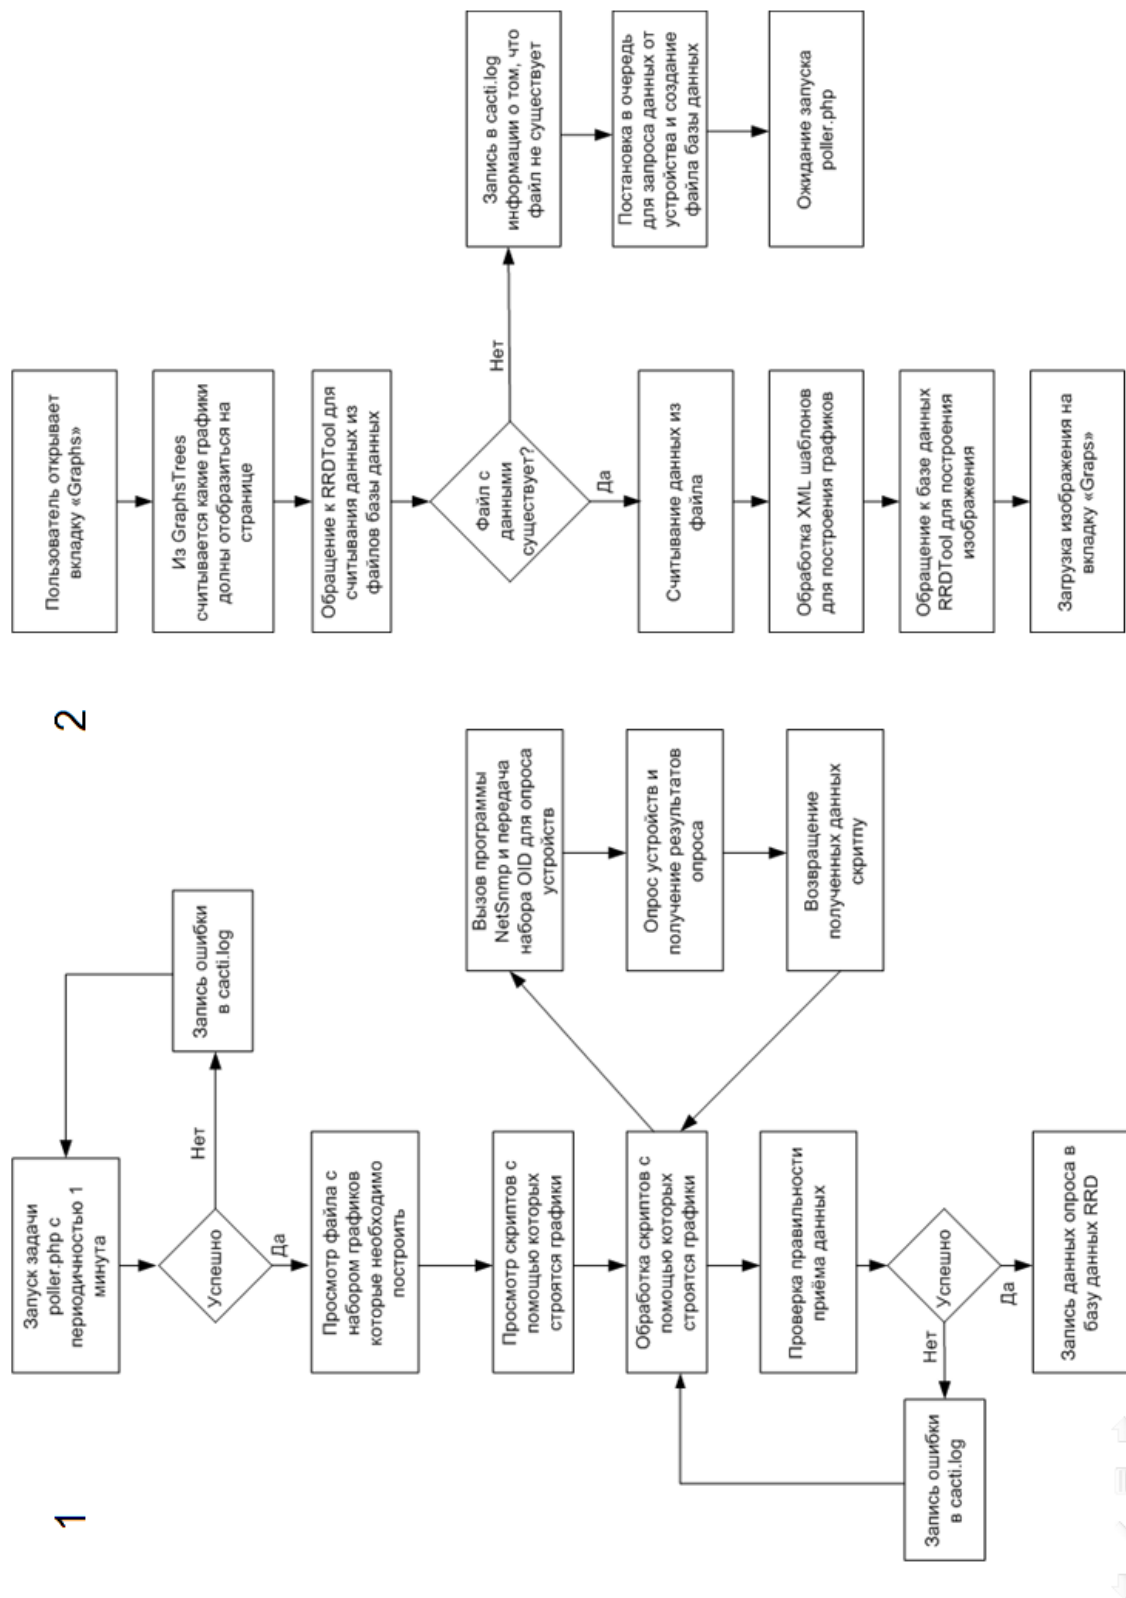 1
Запуск задачи
poller.php с
периодичностью 1
минута
Успешно
Нет
Запись ошибки
в cacti.log
Да
Просмотр файла с
набором графиков
которые необходимо
построить
Просмотр скриптов с
помощью которых
строятся графики
Обработка скриптов с
помощью которых
строятся графики
Вызов программы
NetSnmp и передача
набора OID для опроса
устройств
Опрос устройств и
получение результатов
опроса
Возвращение
полученных данных
скритпу
Проверка правильности
приёма данных
Успешно
Нет
Запись ошибки
в cacti.log
Да
Запись данных опроса в
базу данных RRD
2
Пользователь открывает
вкладку «Graphs»
Из GraphsTrees
считывается какие графики
долны отобразиться на
странице
Обращение к RRDTool для
считывания данных из
файлов базы данных
Файл с
данными
существует?
Нет
Запись в cacti.log
информации о том, что
файл не существует
Постановка в очередь
для запроса данных от
устройства и создание
файла базы данных
Ожидание запуска
poller.php
Да
Считывание данных из
файла
Обработка XML шаблонов
для построения графиков
Обращение к базе данных
RRDTool для построения
изображения
Загрузка изображения на
вкладку «Graps»